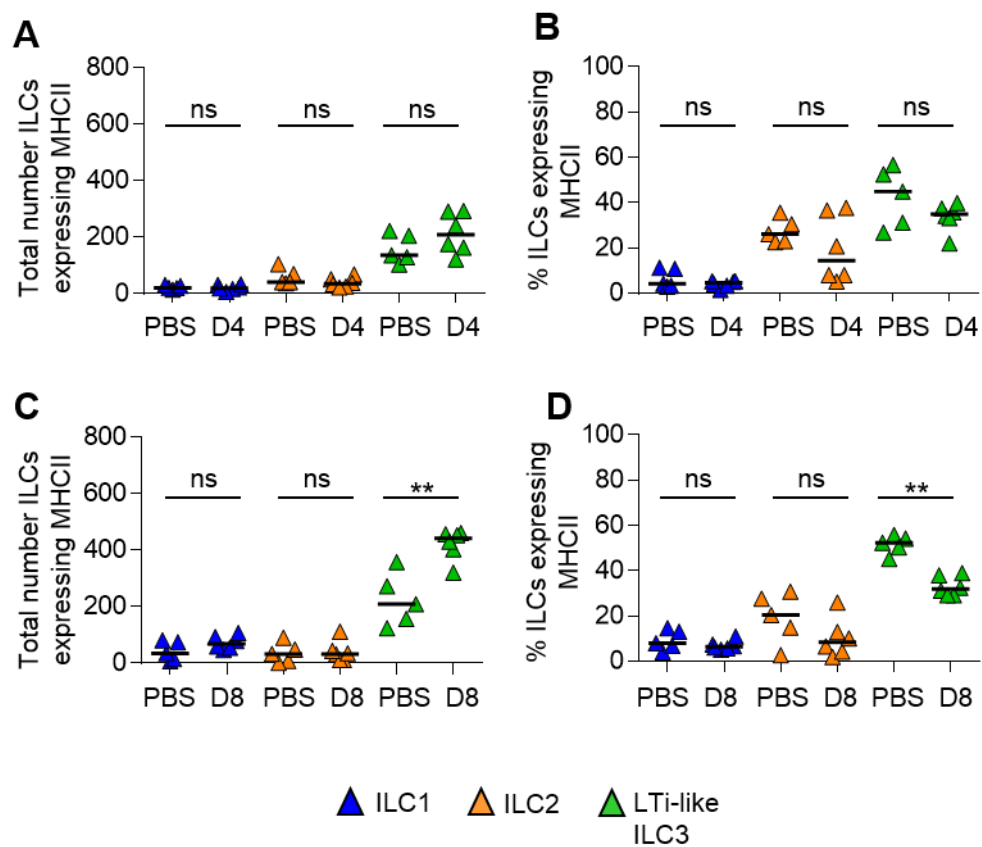 A
Total number ILCs
expressing MHCII
800
600
400
200
0
ns
ns
ns
PBS
D4
PBS
D4
PBS
D4
B
% ILCs expressing
MHCII
100
80
60
40
20
0
ns
ns
ns
PBS
D4
PBS
D4
PBS
D4
C
Total number ILCs
expressing MHCII
800
600
400
200
0
ns
ns
**
PBS
D8
PBS
D8
PBS
D8
D
% ILCs expressing
MHCII
100
80
60
40
20
0
ns
ns
**
PBS
D8
PBS
D8
PBS
D8
ILC1
ILC2
LTi-like
ILC3